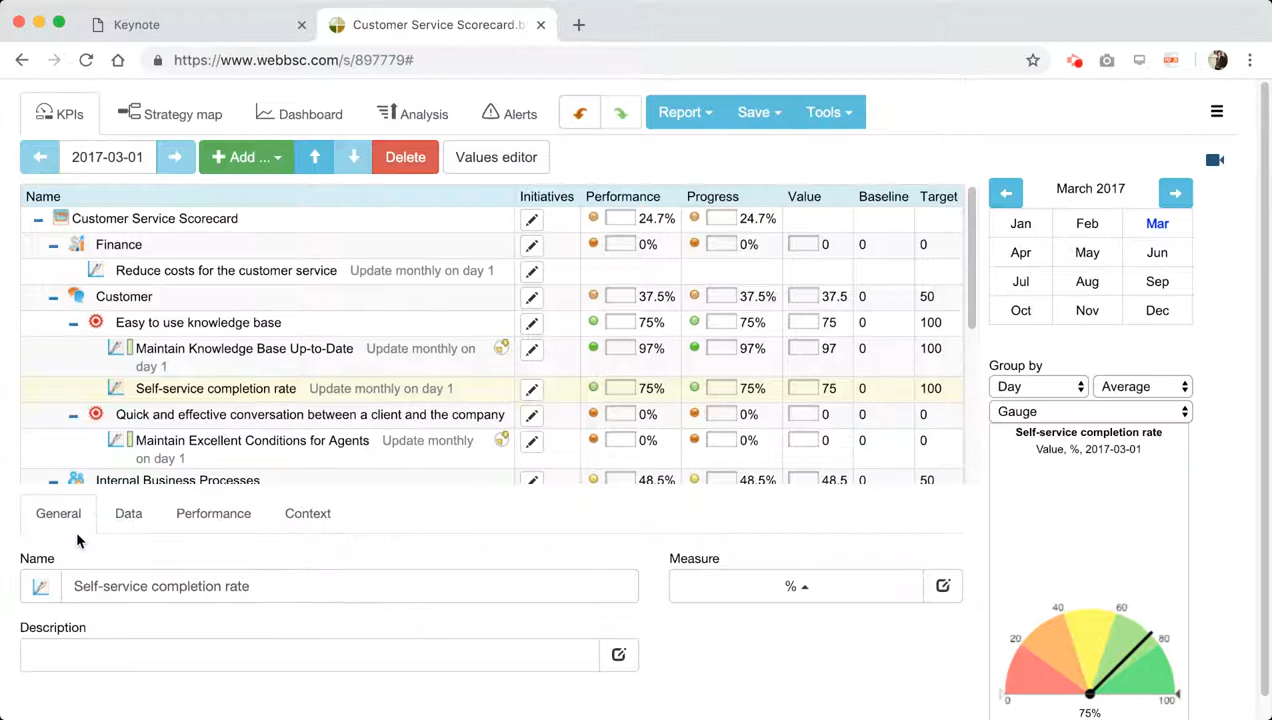 Keynote
Customer Service Scorecard.b
https://www.webbsc.com/s/897779#
KPIs
Strategy map
Dashboard
Analysis
Alerts
Report
Save
Tools
2017-03-01
Add ...
Delete
Values editor
Name Initiatives Performance Progress Value Baseline Target
Customer Service Scorecard 24.7% 24.7%
Finance 0% 0% 0 0 0
Reduce costs for the customer service Update monthly on day 1
Customer 37.5% 37.5% 37.5 0 50
Easy to use knowledge base 75% 75% 75 0 100
Maintain Knowledge Base Up-to-Date Update monthly on 97% 97% 97 0 100
day 1
Self-service completion rate Update monthly on day 1 75% 75% 75 0 100
Quick and effective conversation between a client and the company 0% 0% 0 0 0
Maintain Excellent Conditions for Agents Update monthly 0% 0% 0 0 0
on day 1
Internal Business Processes 48.5% 48.5% 48.5 0 50
General
Data
Performance
Context
Name
Self-service completion rate
Description
Measure
%
March 2017
Jan Feb Mar
Apr May Jun
Jul Aug Sep
Oct Nov Dec
Group by
Day
Average
Gauge
Self-service completion rate
Value, %, 2017-03-01
0
20
40
60
80
100
75%